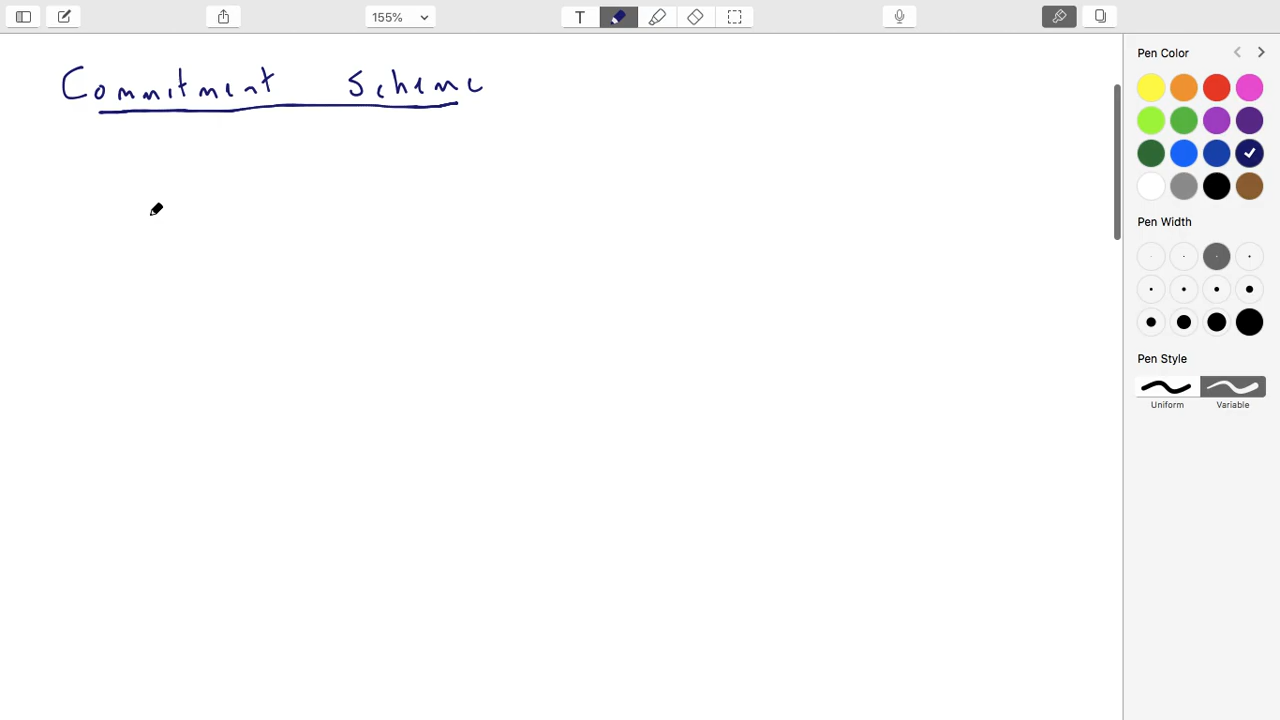 155%
T
Commitment Scheme
Pen Color
Pen Width
Pen Style
Uniform Variable